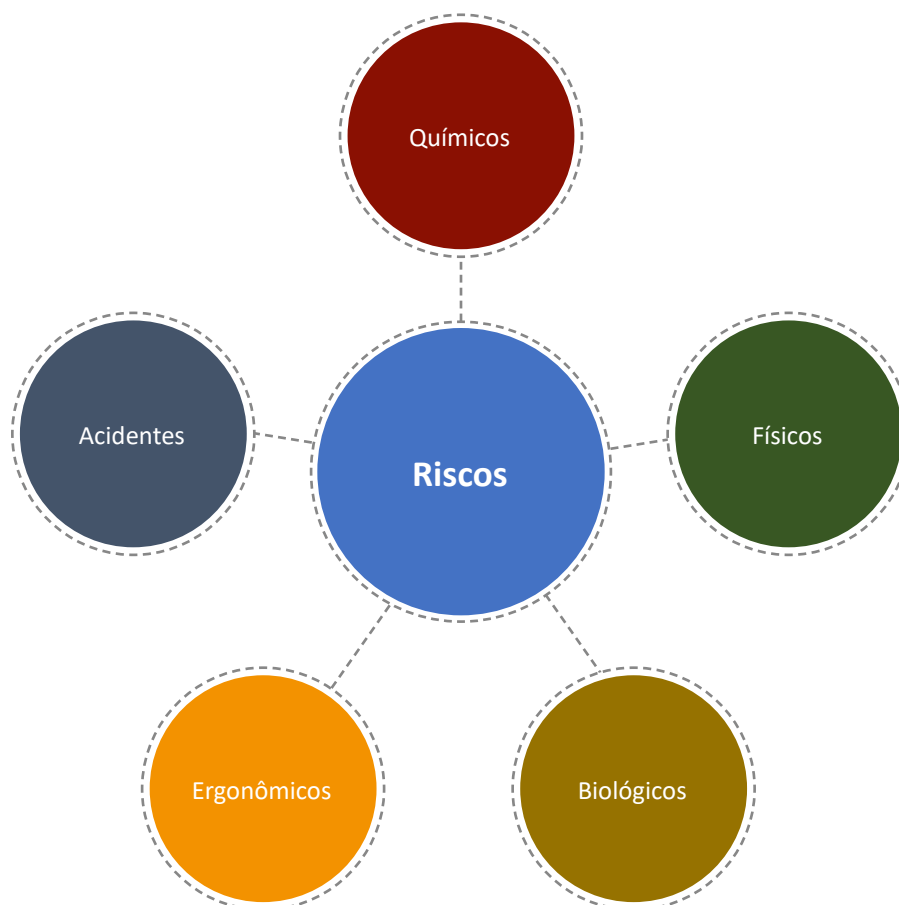 Químicos
Acidentes
Riscos
Físicos
Ergonômicos
Biológicos